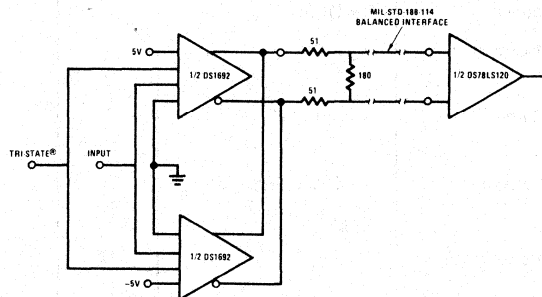 MIL-STD-188-114
BALANCED INTERFACE
5V
51
1/2 DS1692
180
1/2 DS78LS120
51
TRI-STATE®
INPUT
1/2 DS1692
-5V